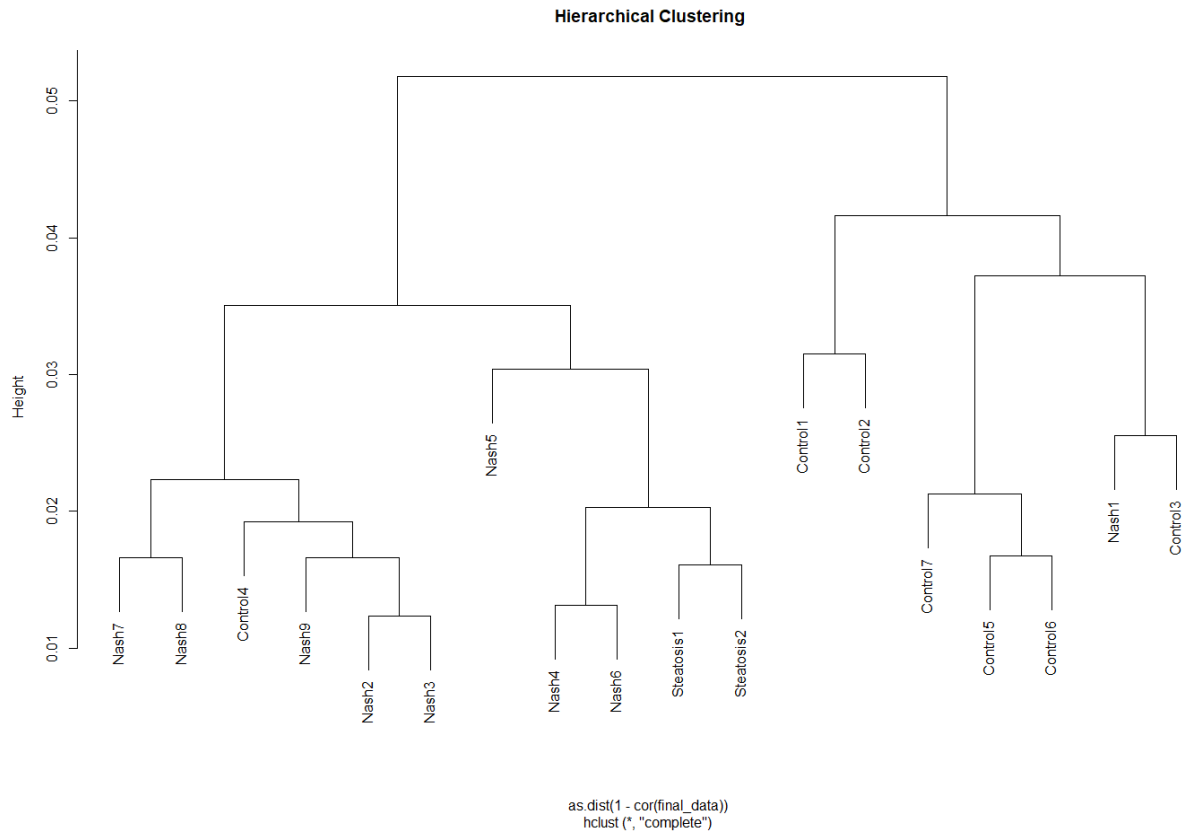 Hierarchical Clustering
Height
0.05
0.04
0.03
0.02
0.01
Nash7
Nash8
Control4
Nash9
Nash2
Nash3
Nash5
Nash4
Nash6
Steatosis1
Steatosis2
Control1
Control2
Control7
Control5
Control6
Nash1
Control3
as.dist(1 - cor(final_data))
hclust (*, "complete")